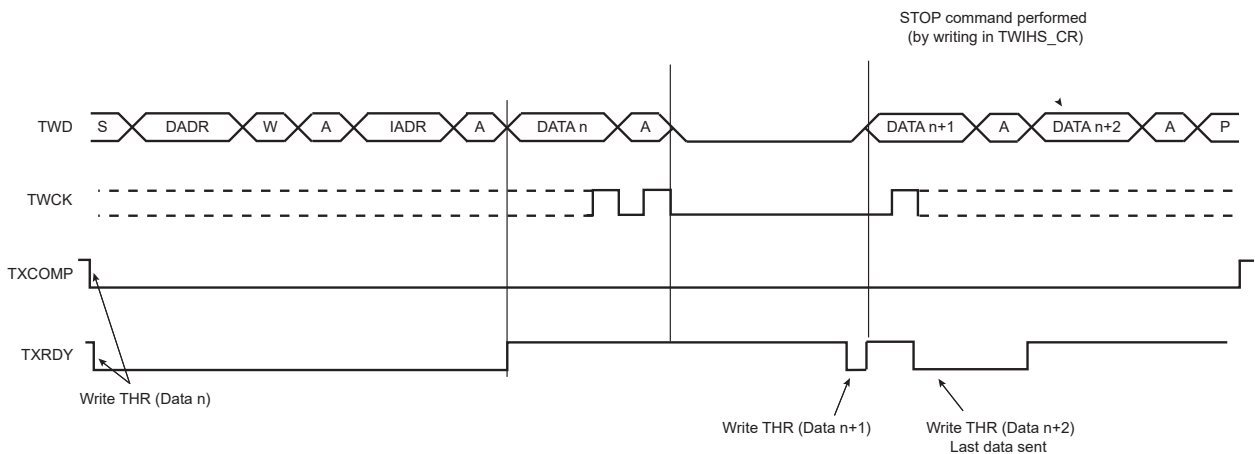 STOP command performed
(by writing in TWIHS_CR)
TWD S DADR W A IADR A DATA n A DATA n+1 A DATA n+2 A P
TWCK
TXCOMP
TXRDY
Write THR (Data n)
Write THR (Data n+1)
Write THR (Data n+2)
Last data sent